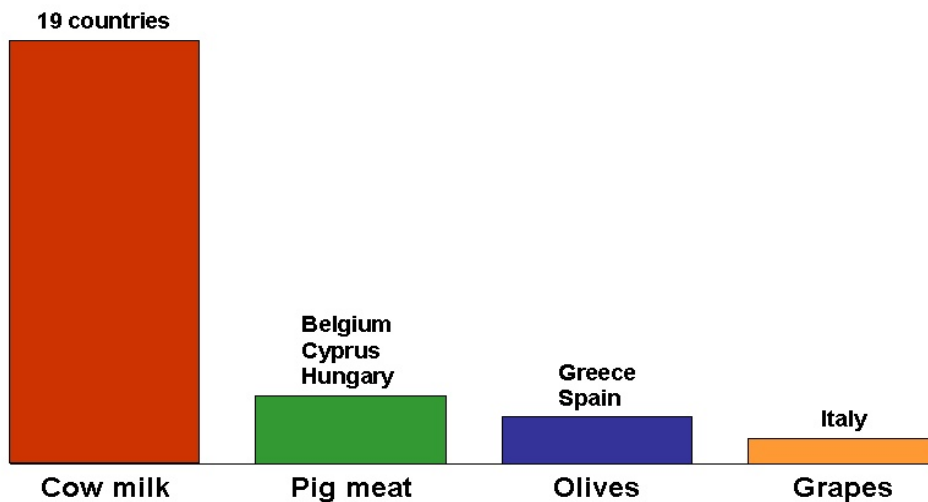 19 countries
Belgium
Cyprus
Hungary
Greece
Spain
Italy
Cow milk
Pig meat
Olives
Grapes